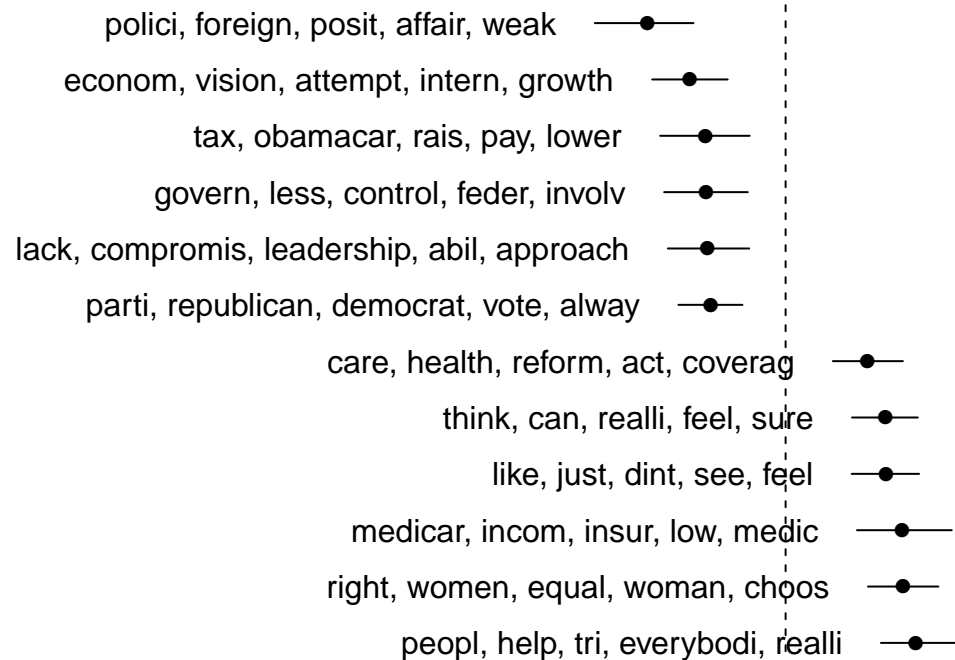 polici, foreign, posit, affair, weak
econom, vision, attempt, intern, growth
tax, obamacar, rais, pay, lower
govern, less, control, feder, involv
lack, compromis, leadership, abil, approach
parti, republican, democrat, vote, alway
care, health, reform, act, coverag
think, can, realli, feel, sure
like, just, dint, see, feel
medicar, incom, insur, low, medic
right, women, equal, woman, choos
peopl, help, tri, everybodi, realli